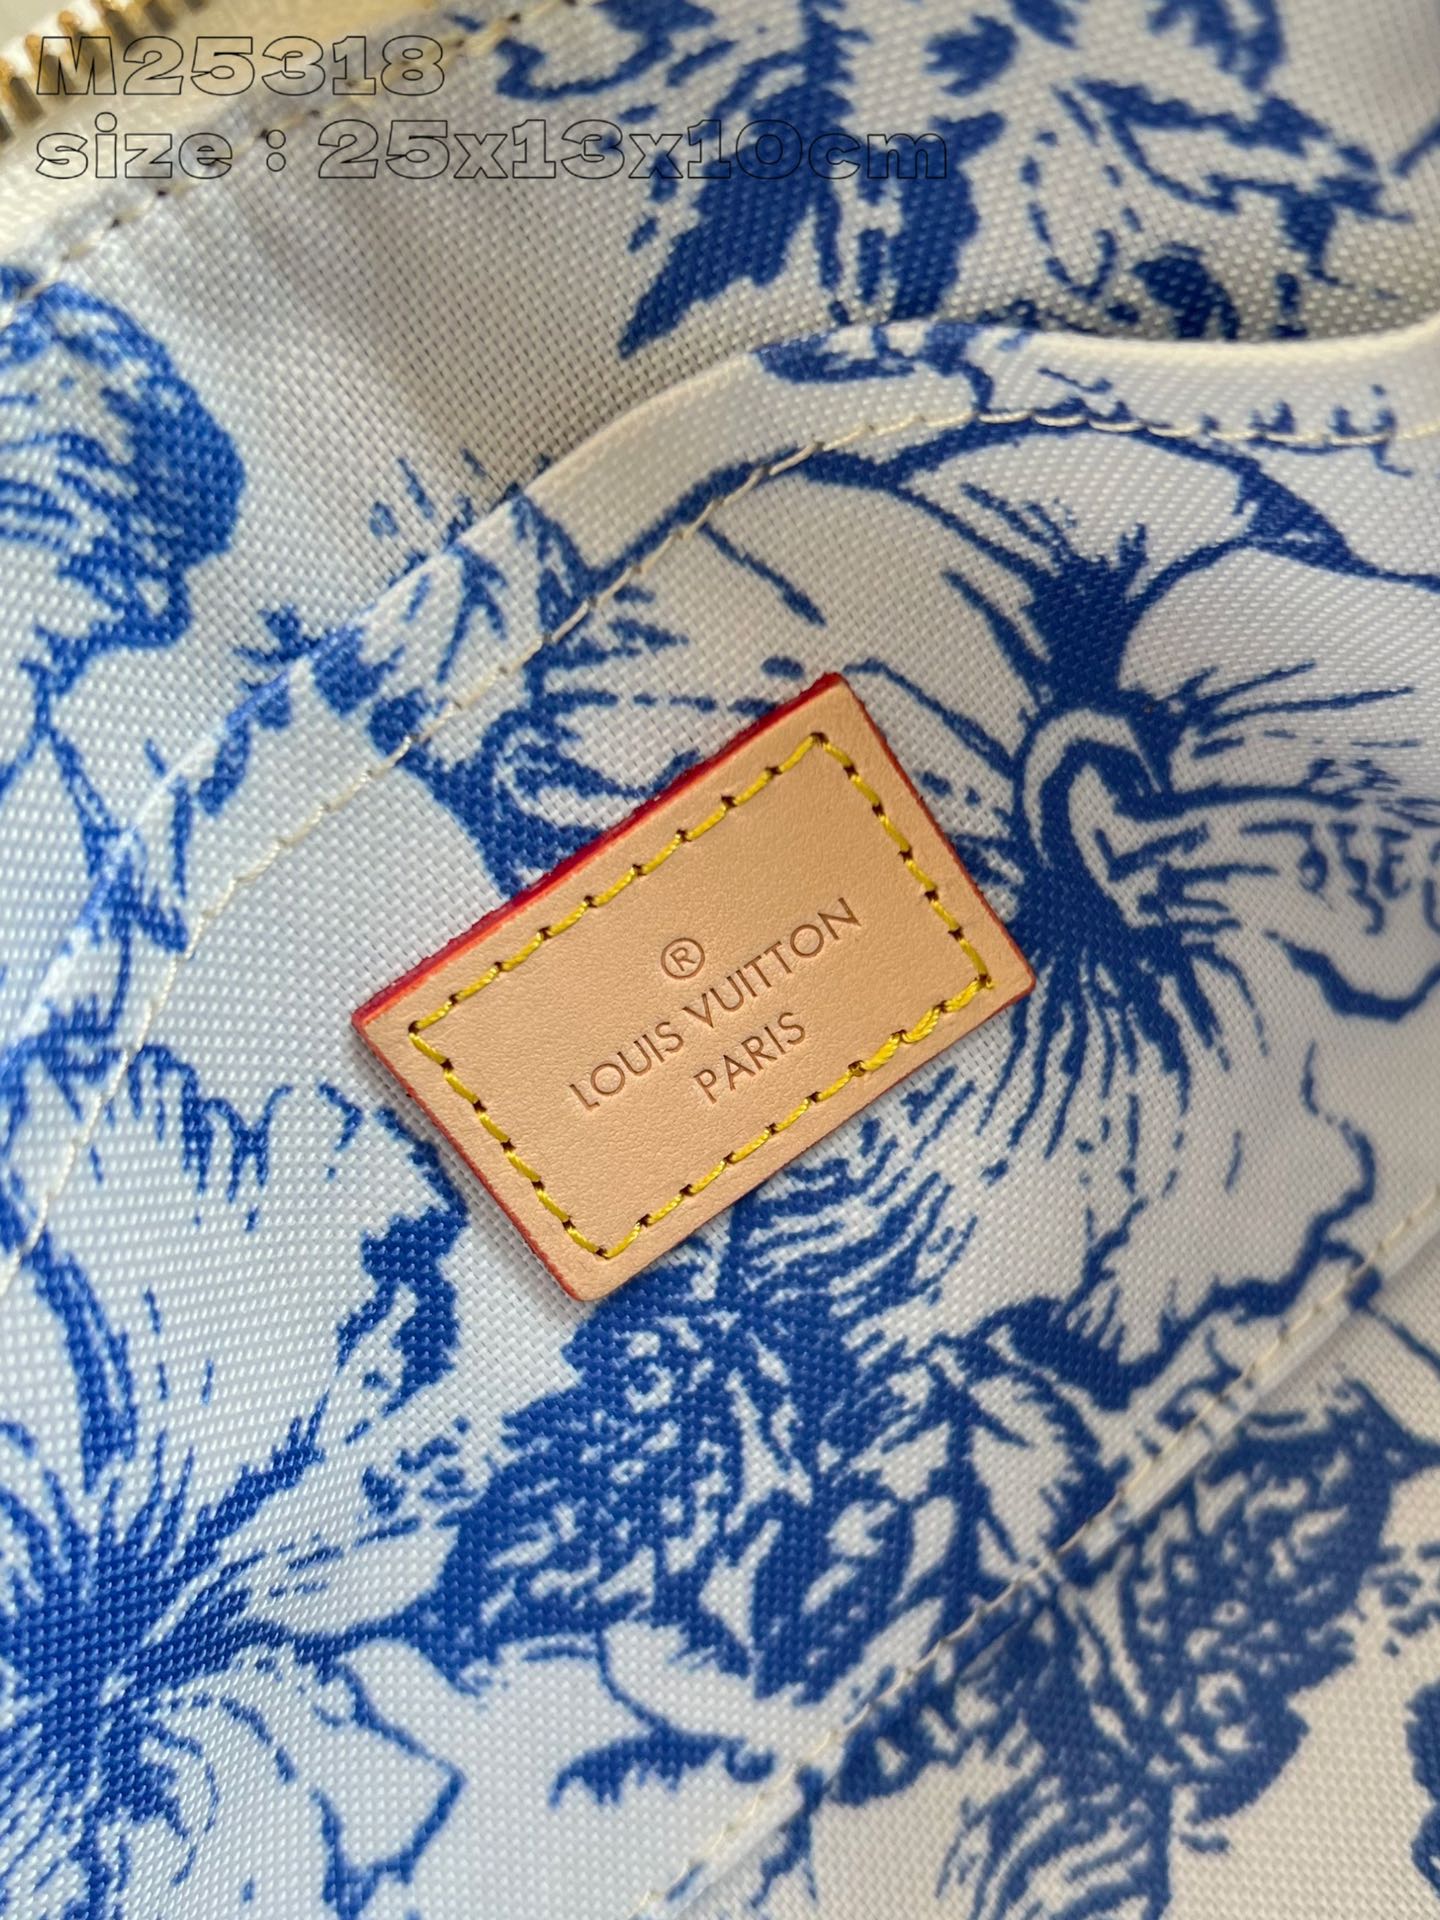 M25318
size : 25x13x10cm
®
LOUIS VUITTON
PARIS